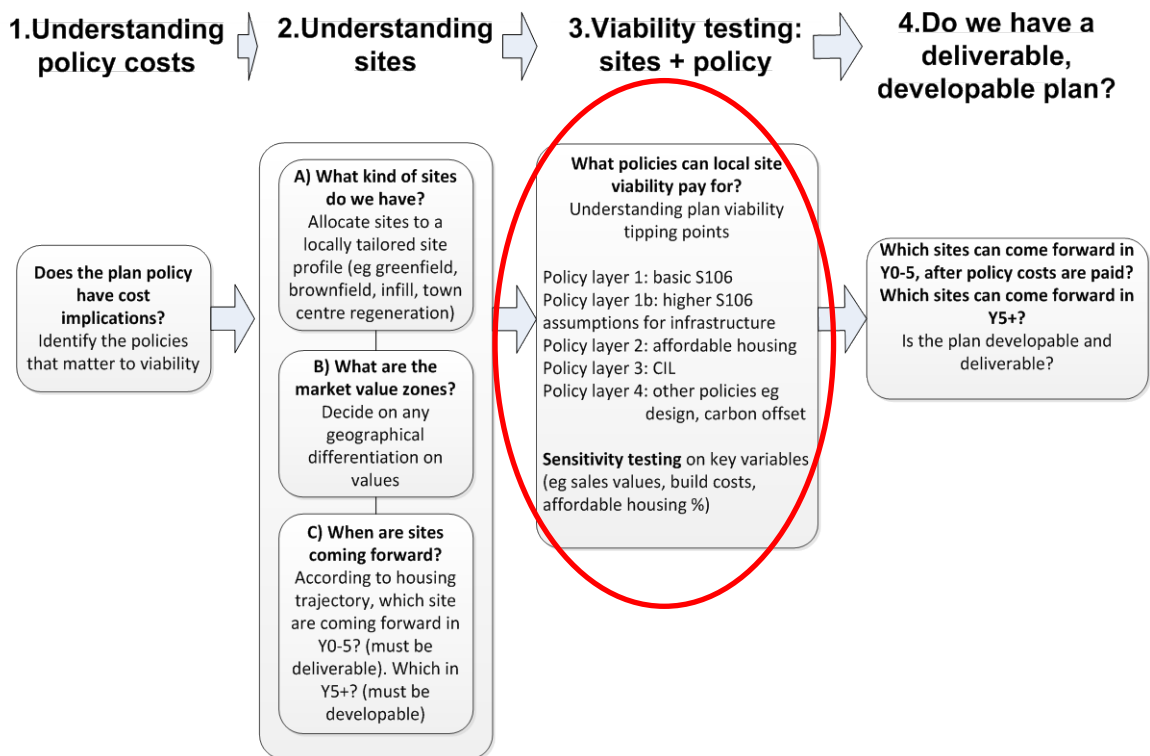 1.Understanding
policy costs
2.Understanding
sites
3.Viability testing:
sites + policy
4.Do we have a
deliverable,
developable plan?
Does the plan policy
have cost
implications?
Identify the policies
that matter to viability
A) What kind of sites
do we have?
Allocate sites to a
locally tailored site
profile (eg greenfield,
brownfield, infill, town
centre regeneration)
B) What are the
market value zones?
Decide on any
geographical
differentiation on
values
C) When are sites
coming forward?
According to housing
trajectory, which site
are coming forward in
Y0-5? (must be
deliverable). Which in
Y5+? (must be
developable)
What policies can local site
viability pay for?
Understanding plan viability
tipping points
Policy layer 1: basic S106
Policy layer 1b: higher S106
assumptions for infrastructure
Policy layer 2: affordable housing
Policy layer 3: CIL
Policy layer 4: other policies eg
design, carbon offset
Sensitivity testing on key variables
(eg sales values, build costs,
affordable housing %)
Which sites can come forward in
Y0-5, after policy costs are paid?
Which sites can come forward in
Y5+?
Is the plan developable and
deliverable?